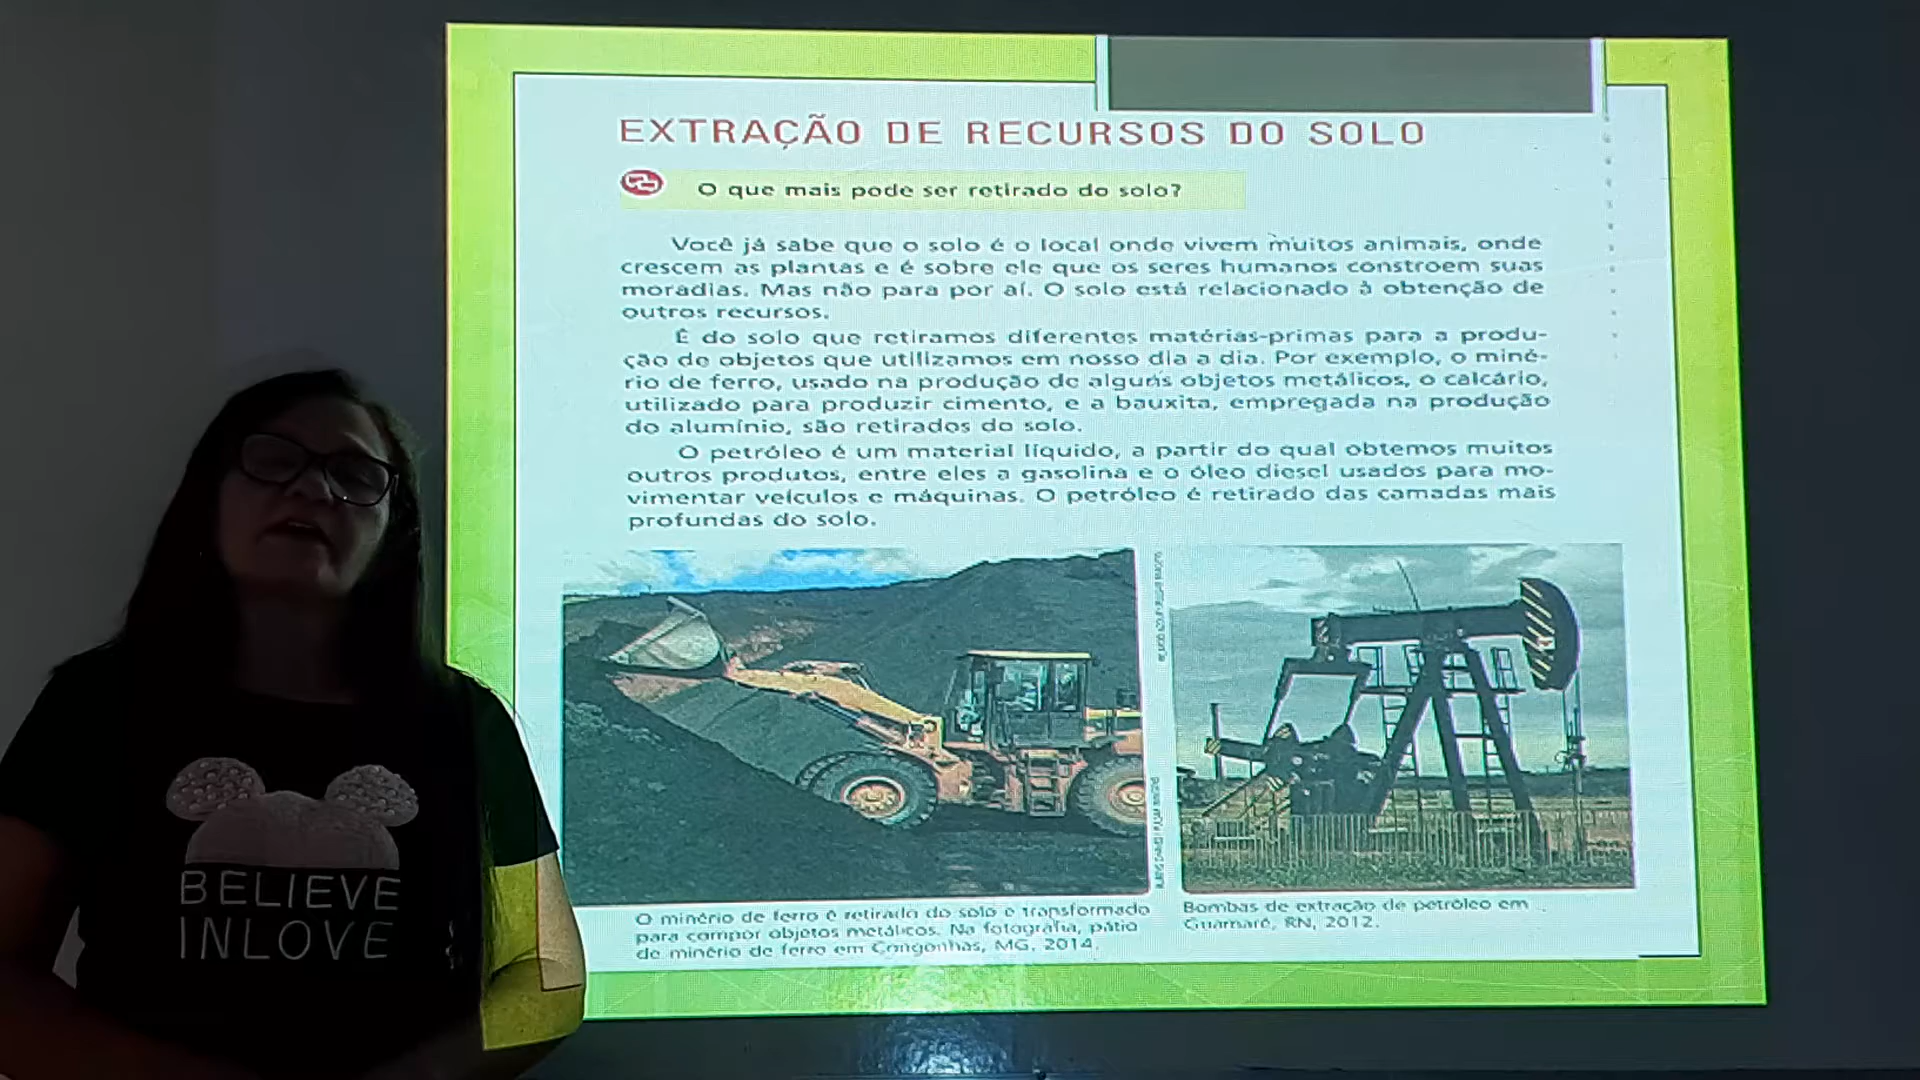 EXTRAÇÃO DE RECURSOS DO SOLO
O que mais pode ser retirado do solo?
Você já sabe que o solo é o local onde vivem muitos animais, onde
crescem as plantas e é sobre ele que os seres humanos constroem suas
moradias. Mas não para por aí. O solo está relacionado à obtenção de
outros recursos.
É do solo que retiramos diferentes matérias-primas para a produ-
ção de objetos que utilizamos em nosso dia a dia. Por exemplo, o miné-
rio de ferro, usado na produção de alguns objetos metálicos, o calcário,
utilizado para produzir cimento, e a bauxita, empregada na produção
do alumínio, são retirados do solo.
O petróleo é um material líquido, a partir do qual obtemos muitos
outros produtos, entre eles a gasolina e o óleo diesel usados para mo-
vimentar veículos e máquinas. O petróleo é retirado das camadas mais
profundas do solo.
O minério de ferro é retirado do solo e transformado
para compor objetos metálicos. Na fotografia, pátio
de minério de ferro em Congonhas, MG, 2014.
Bombas de extração de petróleo em
Guamaré, RN, 2012.
BELIEVE
INLOVE